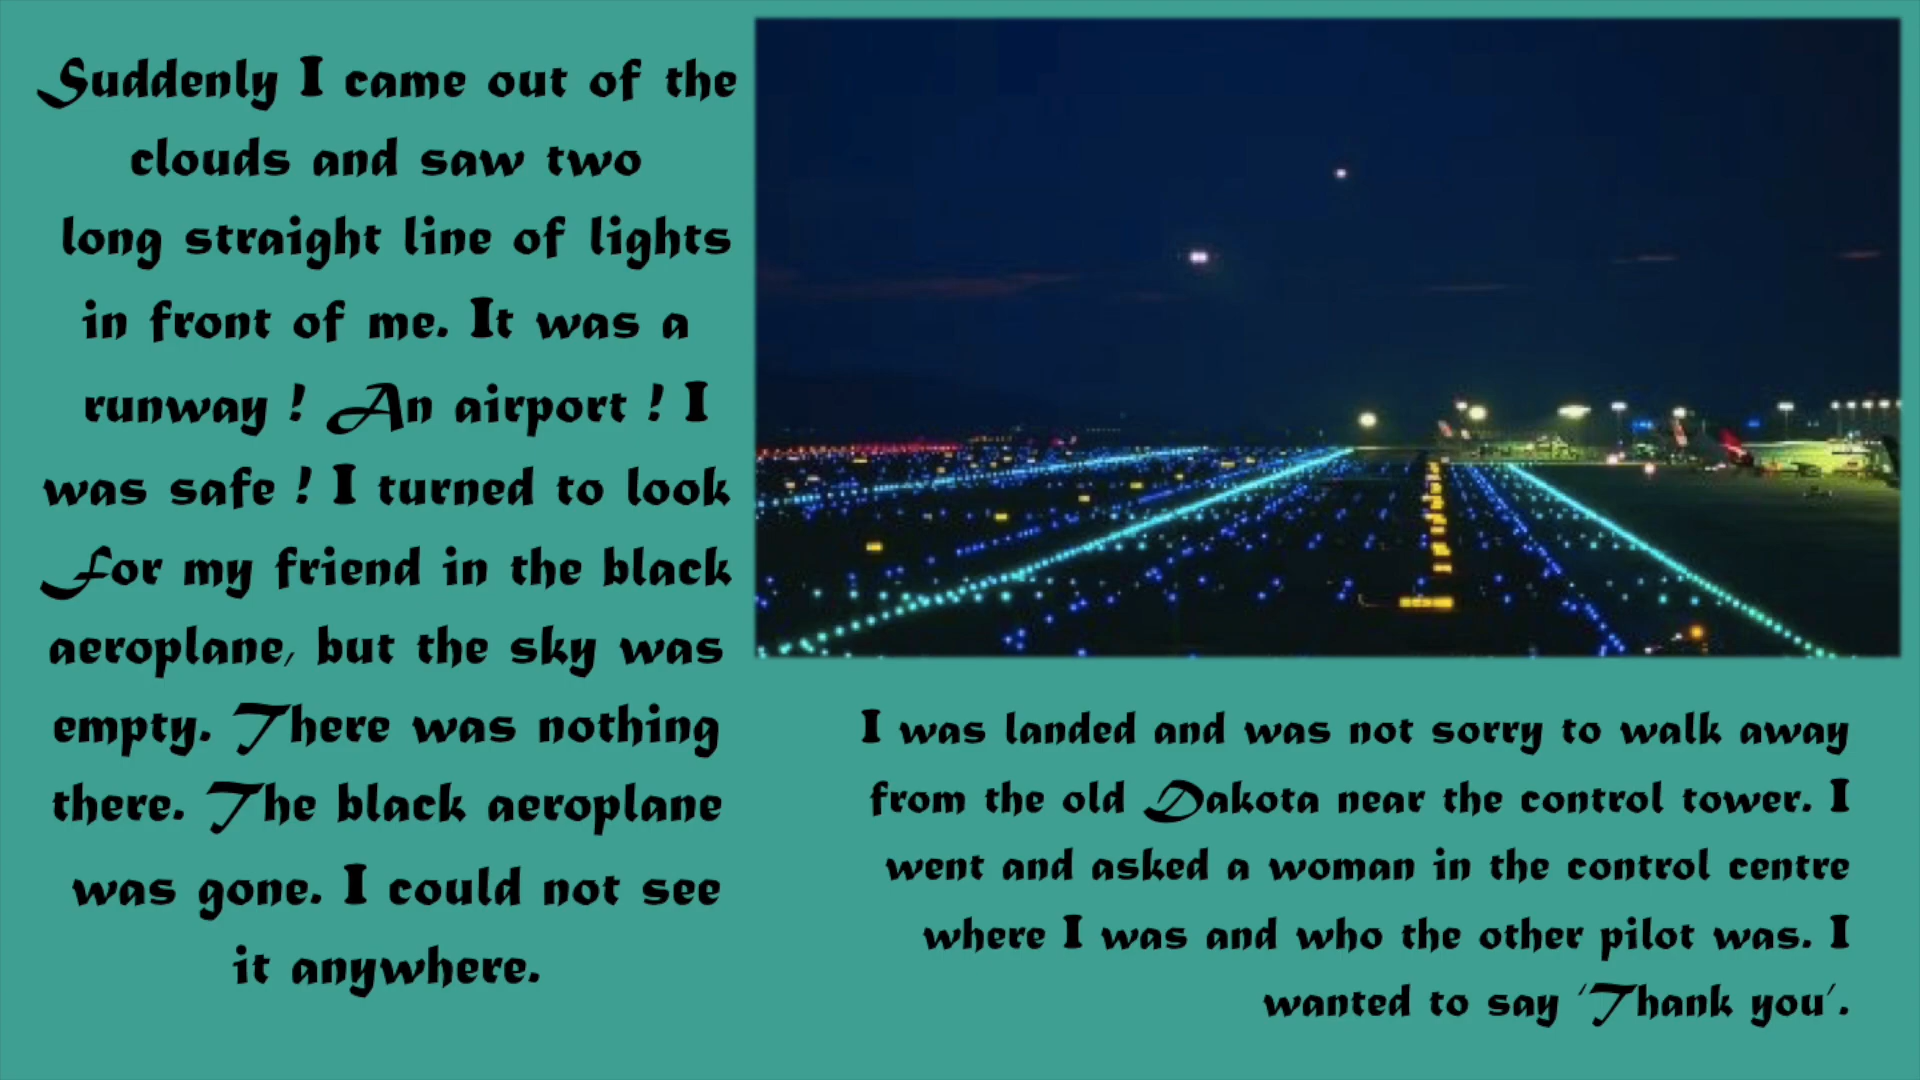 Suddenly I came out of the
clouds and saw two
long straight line of lights
in front of me. It was a
runway ! An airport ! I
was safe ! I turned to look
For my friend in the black
aeroplane, but the sky was
empty. There was nothing
there. The black aeroplane
was gone. I could not see
it anywhere.
I was landed and was not sorry to walk away
from the old Dakota near the control tower. I
went and asked a woman in the control centre
where I was and who the other pilot was. I
wanted to say 'Thank you'.